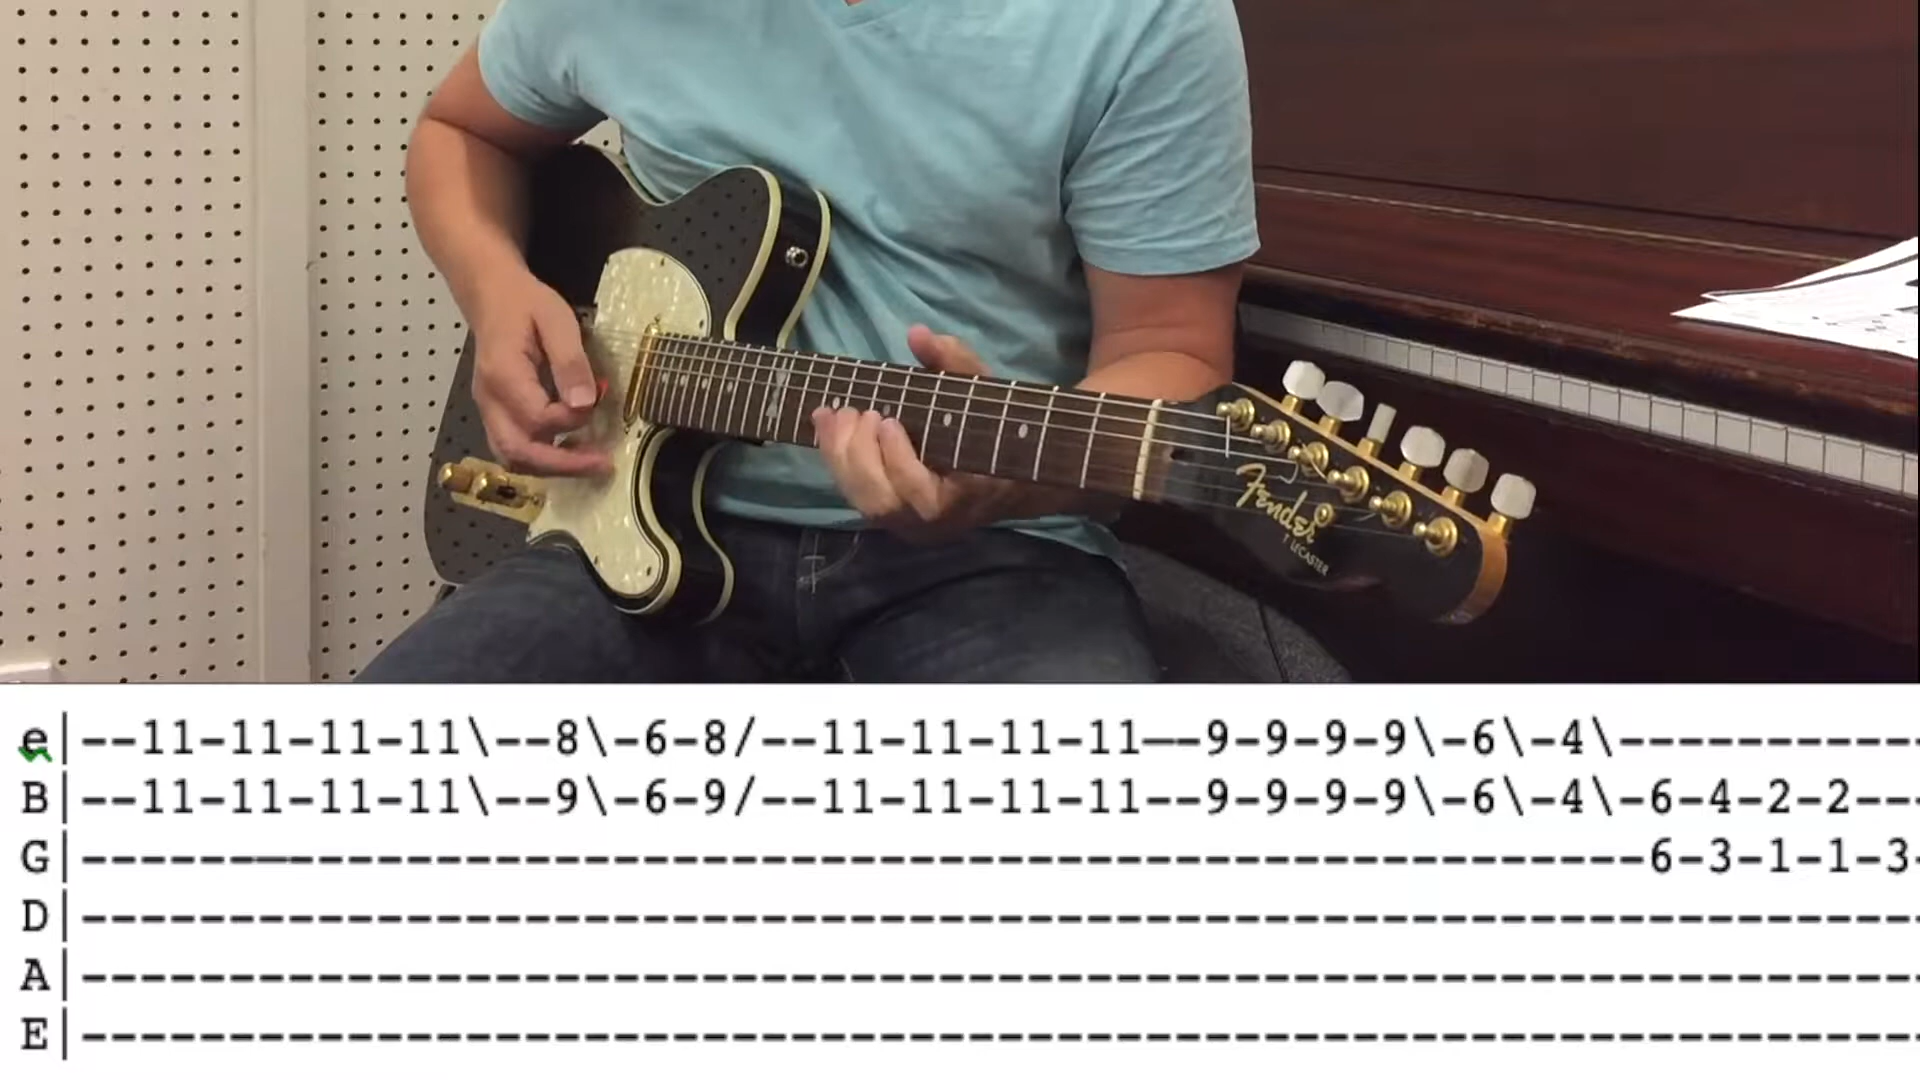 Fender
T LECASTER
e|--11-11-11-11\--8\-6-8/--11-11-11-11--9-9-9-9\-6\-4\-----------
B|--11-11-11-11\--9\-6-9/--11-11-11-11--9-9-9-9\-6\-4\-6-4-2-2---
G|-----------------------------------------------------6-3-1-1-3-
D|---------------------------------------------------------------
A|---------------------------------------------------------------
E|---------------------------------------------------------------